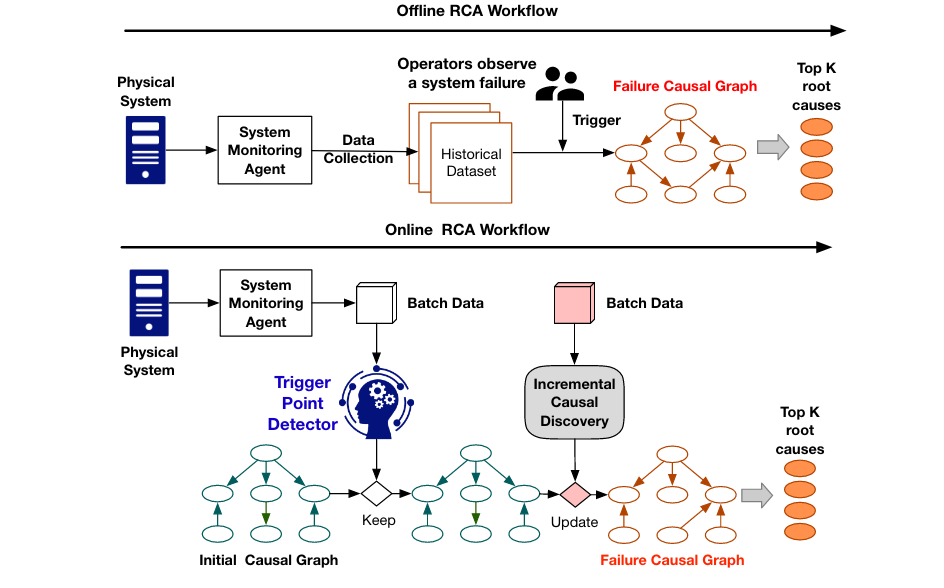 Offline RCA Workflow
Physical
System
System
Monitoring
Agent
Data
Collection
Operators observe
a system failure
Historical
Dataset
Trigger
Failure Causal Graph
Top K
root
causes
Online RCA Workflow
Physical
System
System
Monitoring
Agent
Batch Data
Batch Data
Trigger
Point
Detector
Incremental
Causal
Discovery
Keep
Update
Initial Causal Graph
Failure Causal Graph
Top K
root
causes